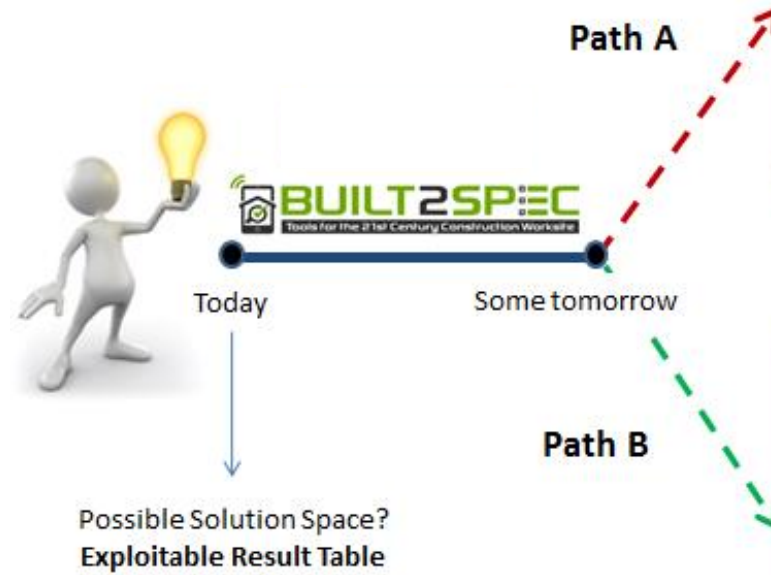 Path A
BUILT2SPEC
Tools for the 21st Century Construction Worksite
Today
Some tomorrow
Path B
Possible Solution Space?
Exploitable Result Table